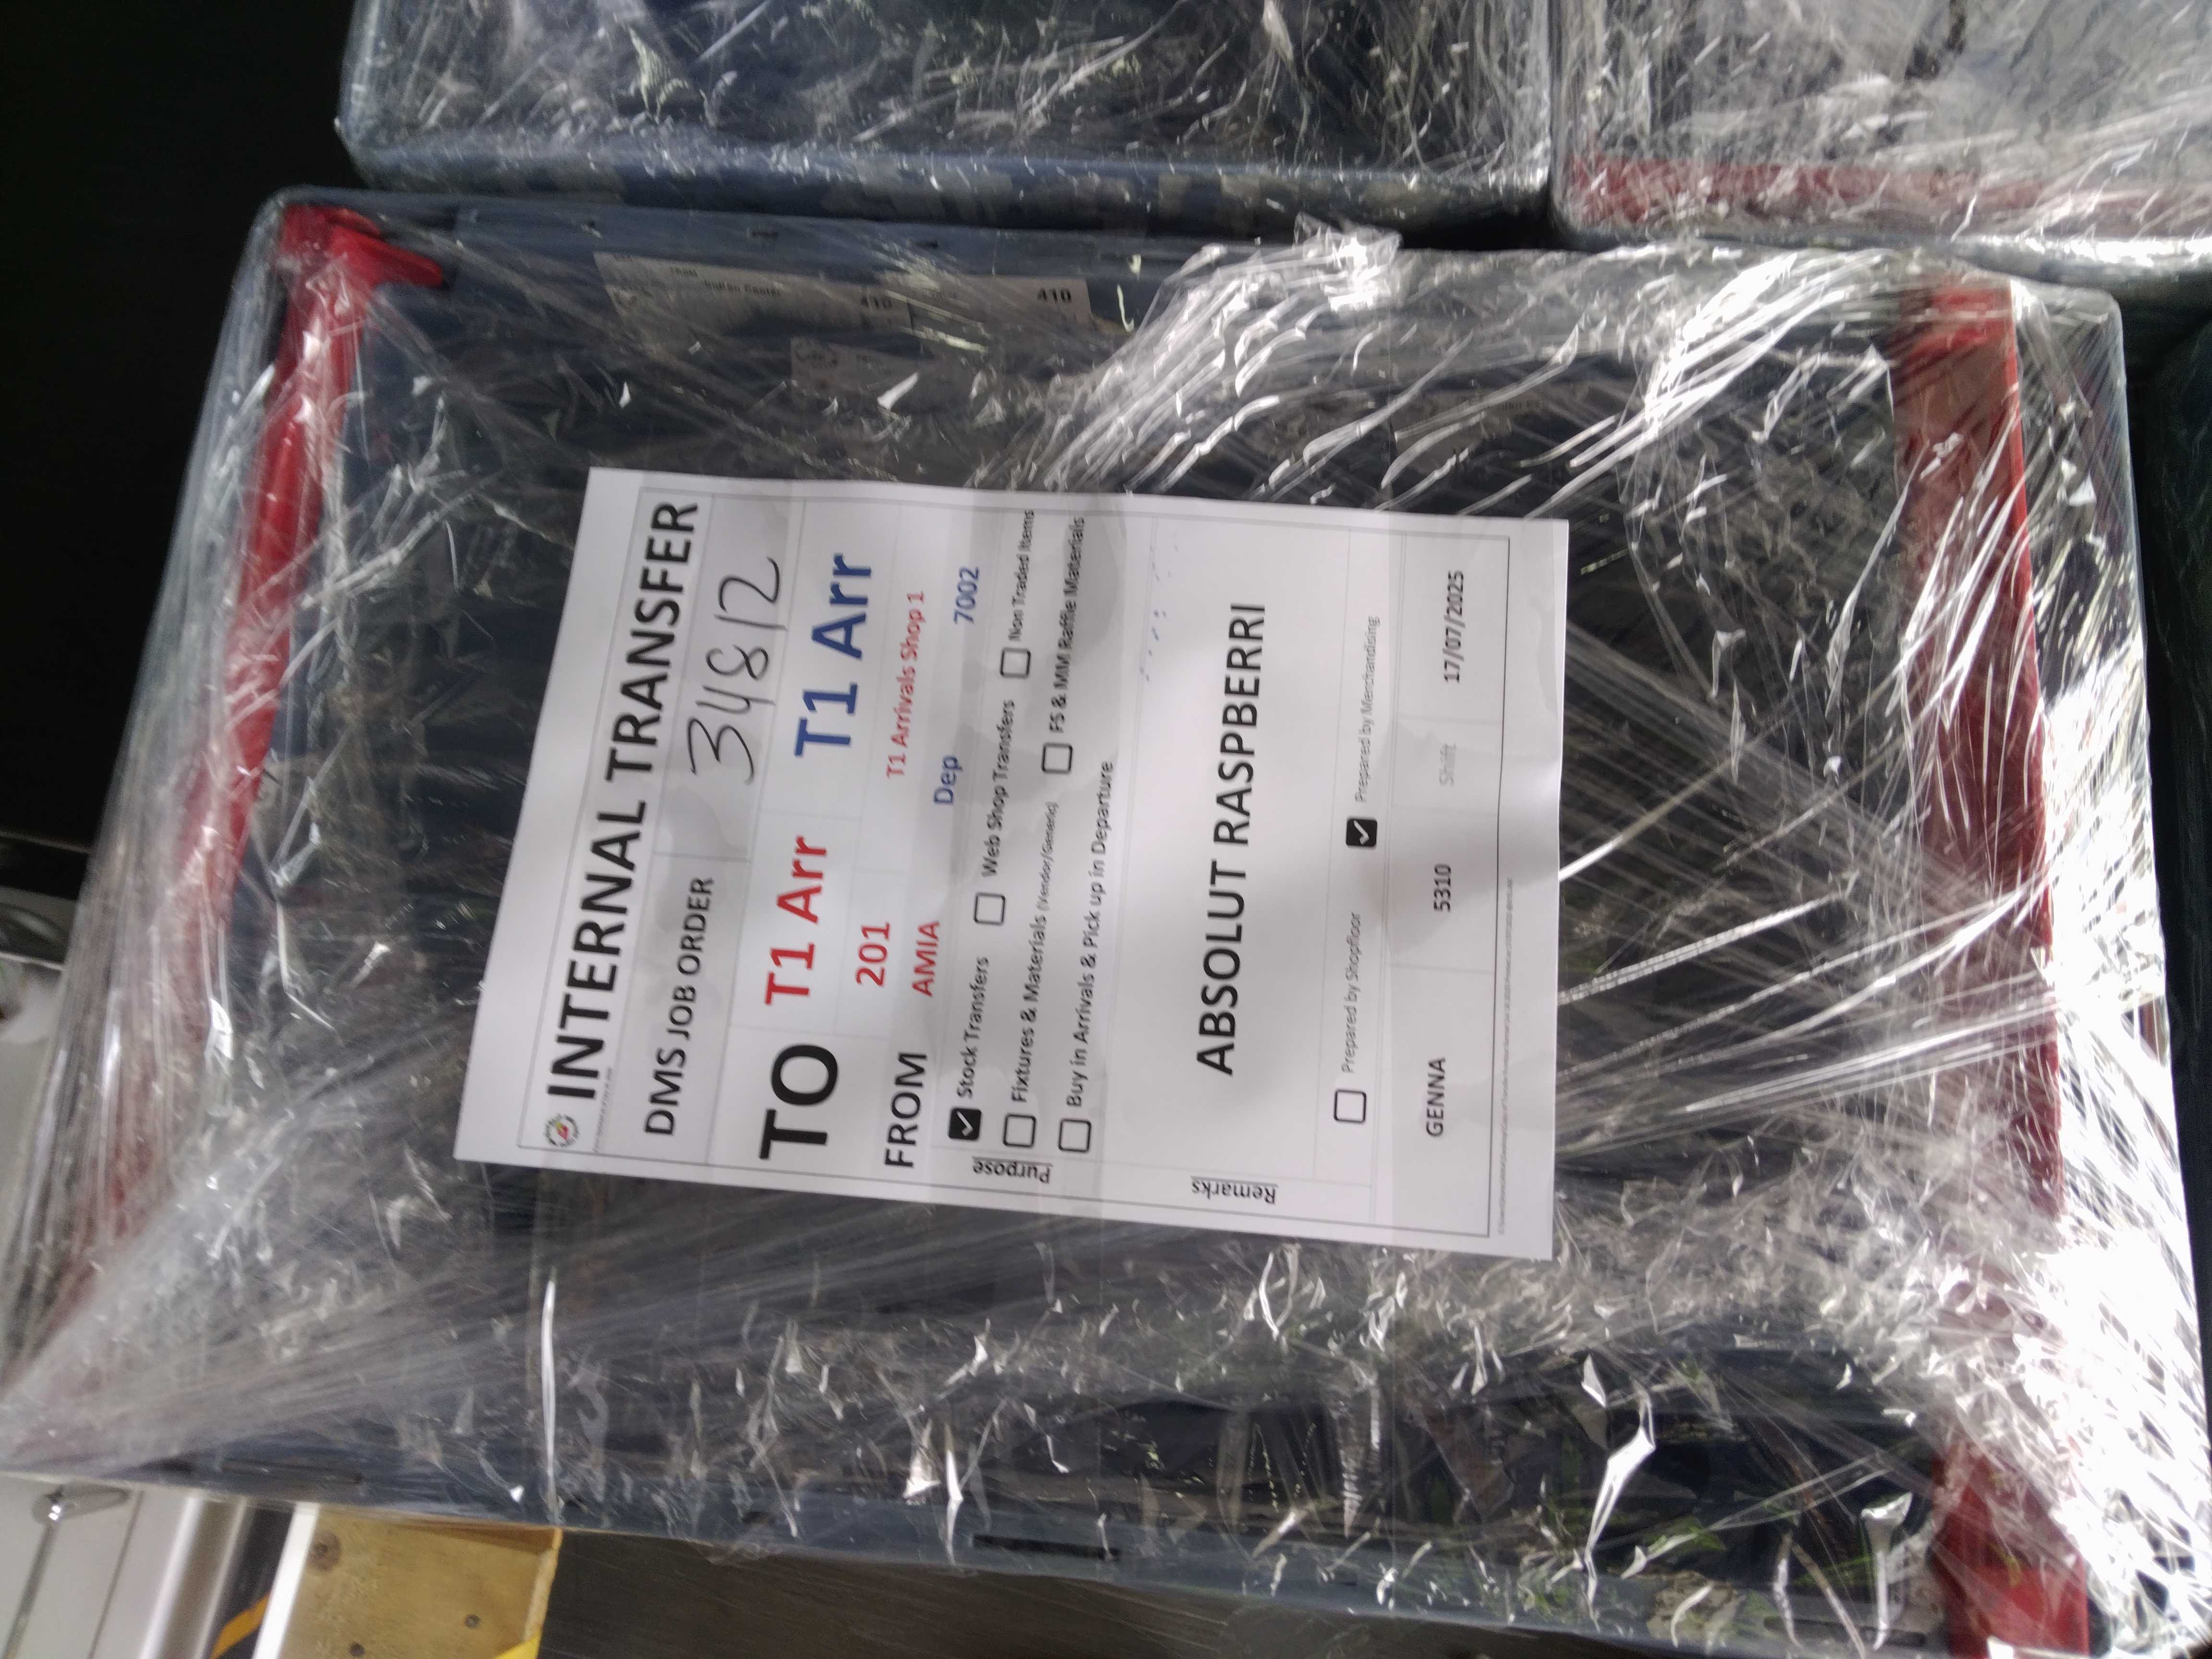 INTERNAL TRANSFER
DMS JOB ORDER 34812
TO T1 Arr T1 Arr
201 T1 Arrivals Shop 1
FROM AMIA Dep 7002
Purpose
Stock Transfers Web Shop Transfers Non Traded Items
Fixtures & Materials (Vendor/Generic) FS & MM Raffle Materials
Buy in Arrivals & Pick up in Departure
Remarks
ABSOLUT RASPBERRI
Prepared by Shopfloor Prepared by Merchandising
GENNA 5310 Shift 17/07/2025
410
410